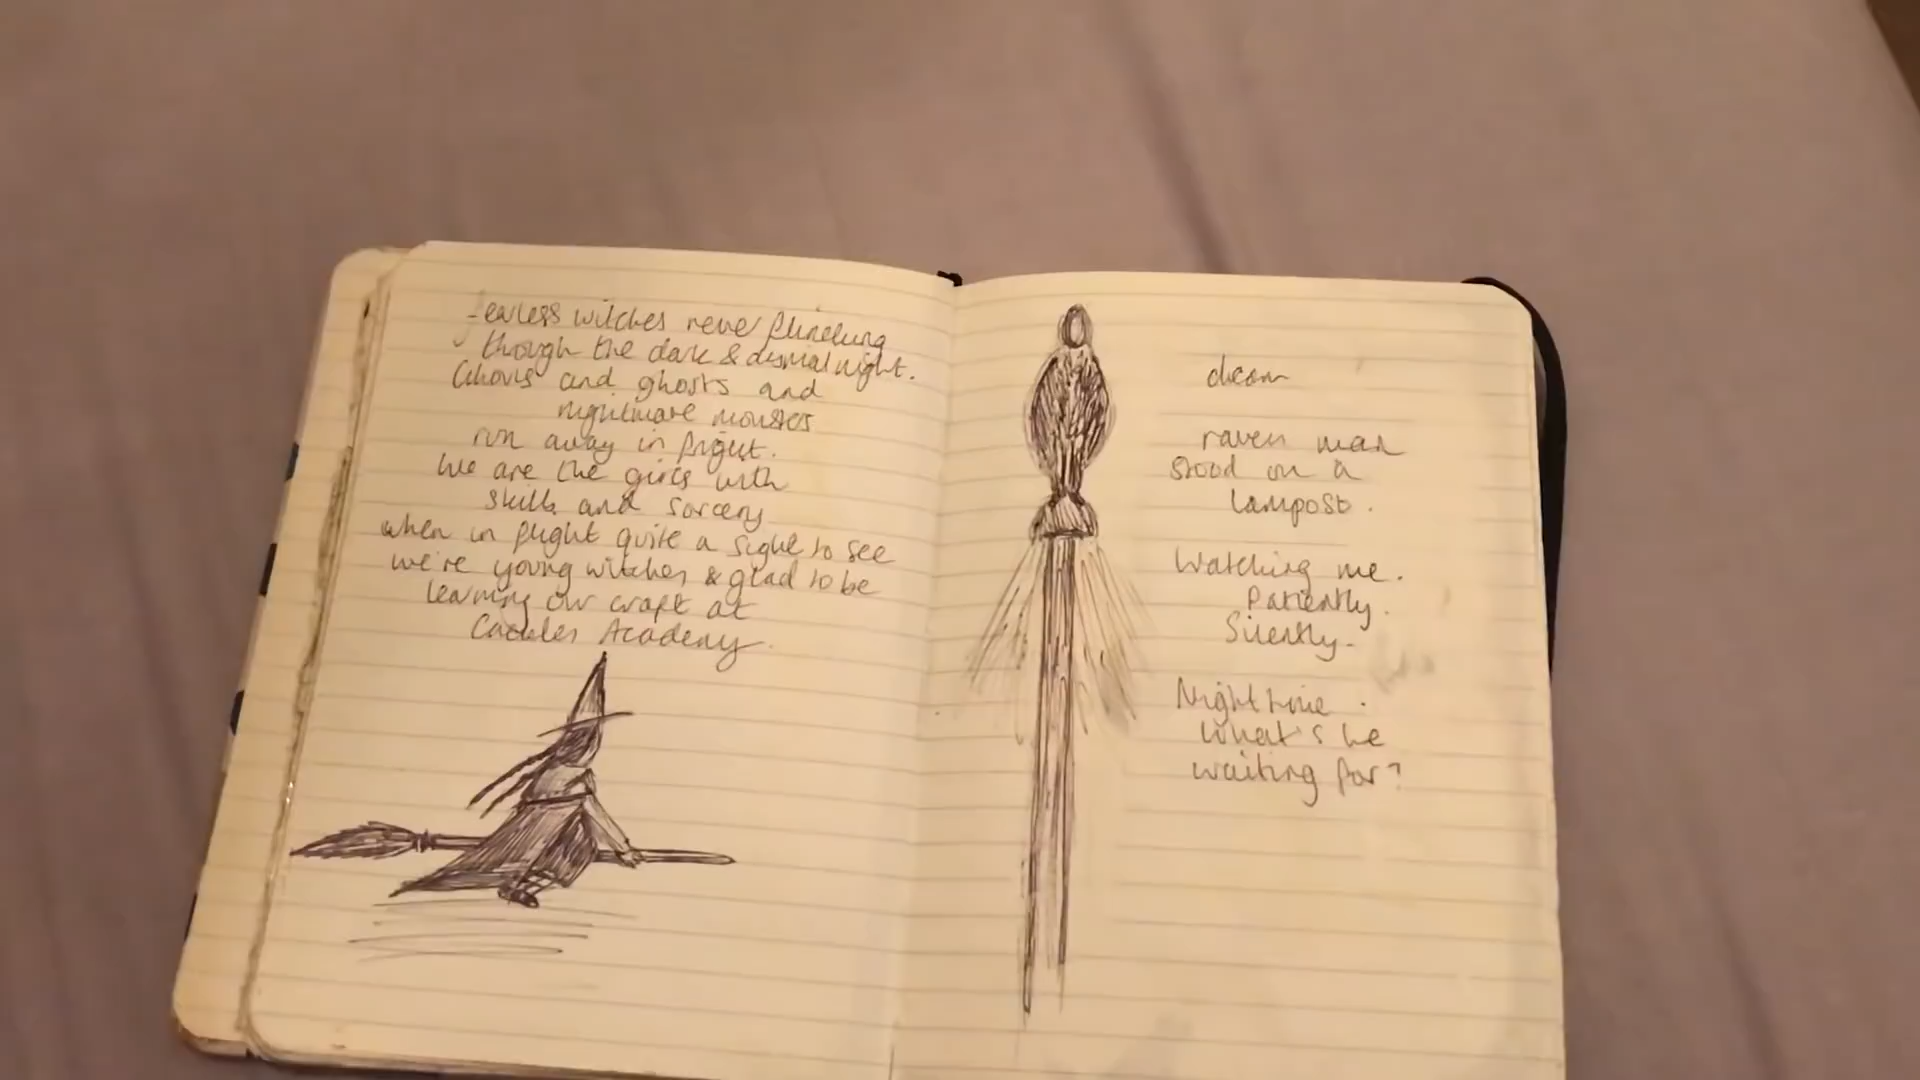 fearless witches never flinching
through the dark & dismal night.
Ghouls and ghosts and
nightmare monsters
run away in fright.
We are the girls with
skills and sorcery
when in flight quite a sight to see
we're young witches & glad to be
learning our craft at
Cackles Academy.
dream
raven man
stood on a
lampost.
Watching me.
Patiently.
Silently.
Night time.
What's he
waiting for?